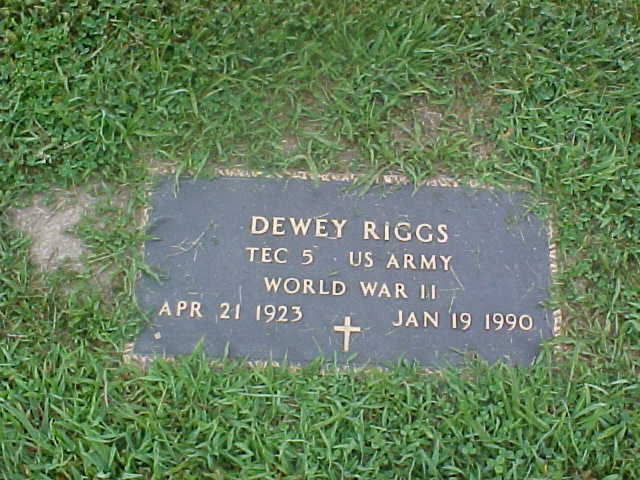 DEWEY RIGGS
TEC 5 US ARMY
WORLD WAR II
APR 21 1923 JAN 19 1990